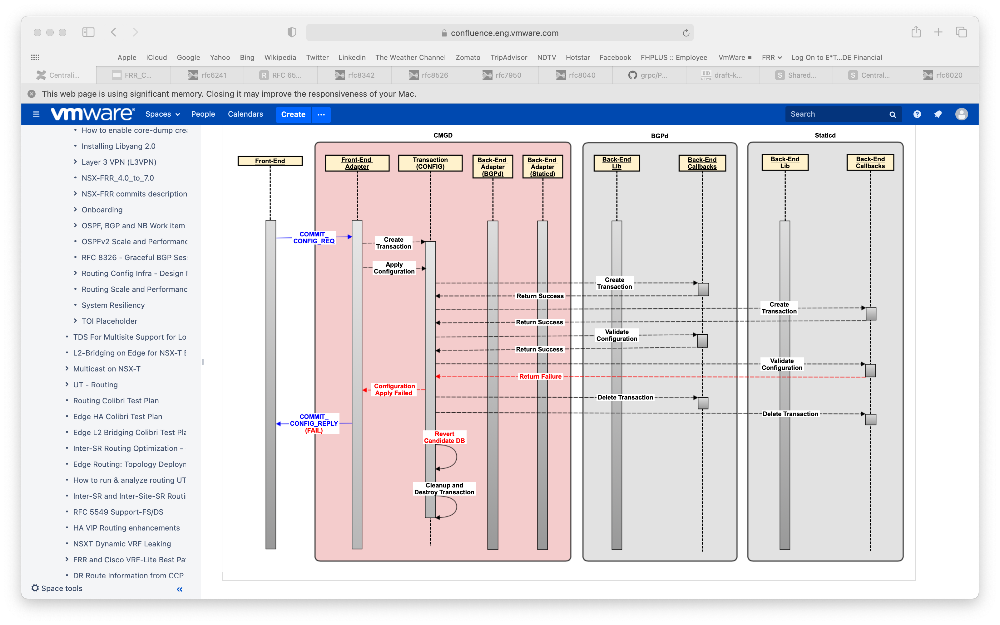 confluence.eng.vmware.com
Apple iCloud Google Yahoo Bing Wikipedia Twitter Linkedin The Weather Channel Zomato TripAdvisor NDTV Hotstar Facebook FHPLUS :: Employee VmWare FRR Log On to E*T...DE Financial
Centrali... FRR_C... rfc6241 RFC 65... rfc8342 rfc8526 rfc7950 rfc8040 grpc/P... draft-k... Shared... Central... rfc6020
This web page is using significant memory. Closing it may improve the responsiveness of your Mac.
vmware Spaces People Calendars Create ... Search
How to enable core-dump crea
Installing Libyang 2.0
Layer 3 VPN (L3VPN)
NSX-FRR_4.0_to_7.0
NSX-FRR commits description
Onboarding
OSPF, BGP and NB Work item
OSPFv2 Scale and Performanc
RFC 8326 - Graceful BGP Sess
Routing Config Infra - Design
Routing Scale and Performanc
System Resiliency
TOI Placeholder
TDS For Multisite Support for Lo
L2-Bridging on Edge for NSX-T E
Multicast on NSX-T
UT - Routing
Routing Colibri Test Plan
Edge HA Colibri Test Plan
Edge L2 Bridging Colibri Test Pla
Inter-SR Routing Optimization -
Edge Routing: Topology Deployn
How to run & analyze routing UT
Inter-SR and Inter-Site-SR Routi
RFC 5549 Support-FS/DS
HA VIP Routing enhancements
NSXT Dynamic VRF Leaking
FRR and Cisco VRF-Lite Best Pat
DR Route Information from CCP
Space tools
CMGD
BGPd
Staticd
Front-End
Front-End
Adapter
Transaction
(CONFIG)
Back-End
Adapter
(BGPd)
Back-End
Adapter
(Staticd)
Back-End
Lib
Back-End
Callbacks
Back-End
Lib
Back-End
Callbacks
COMMIT_
CONFIG_REQ
Create
Transaction
Apply
Configuration
Create
Transaction
Return Success
Create
Transaction
Return Success
Validate
Configuration
Return Success
Validate
Configuration
Return Failure
Configuration
Apply Failed
Delete Transaction
Delete Transaction
COMMIT_
CONFIG_REPLY
(FAIL)
Revert
Candidate DB
Cleanup and
Destroy Transaction